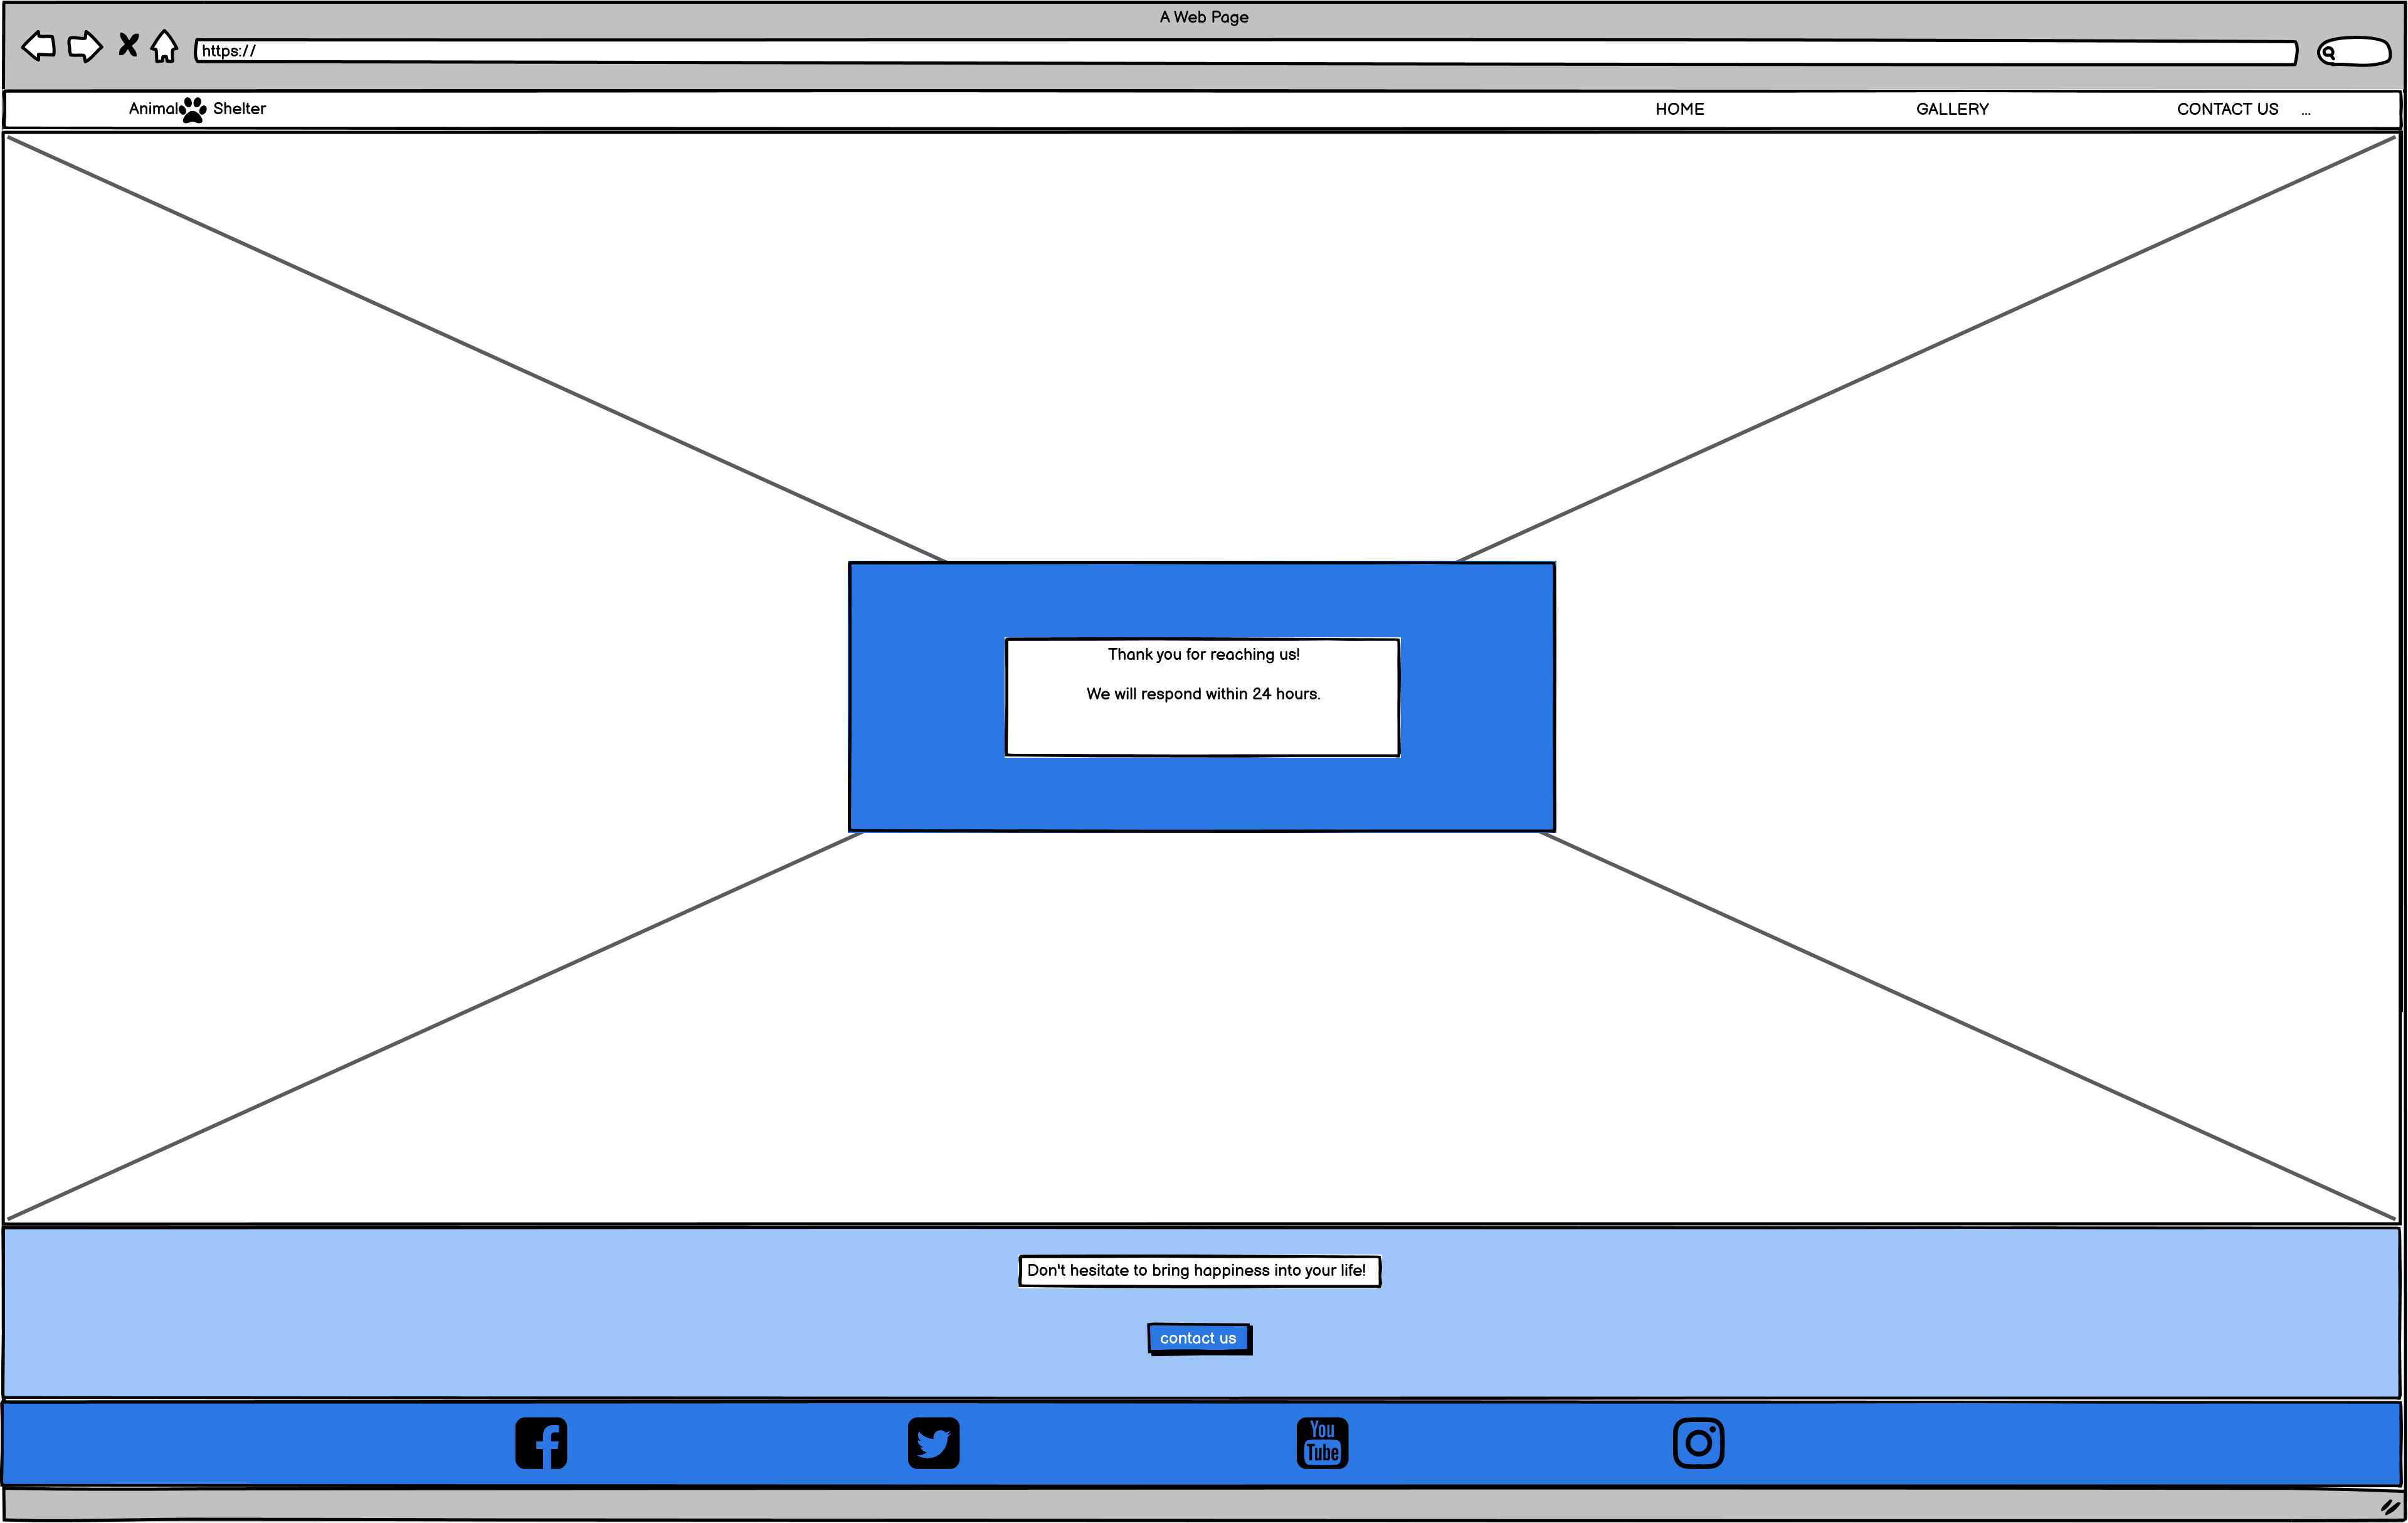 A Web Page
https://
Animal Shelter HOME GALLERY CONTACT US ...
Thank you for reaching us!
We will respond within 24 hours.
Don't hesitate to bring happiness into your life!
contact us
You
Tube